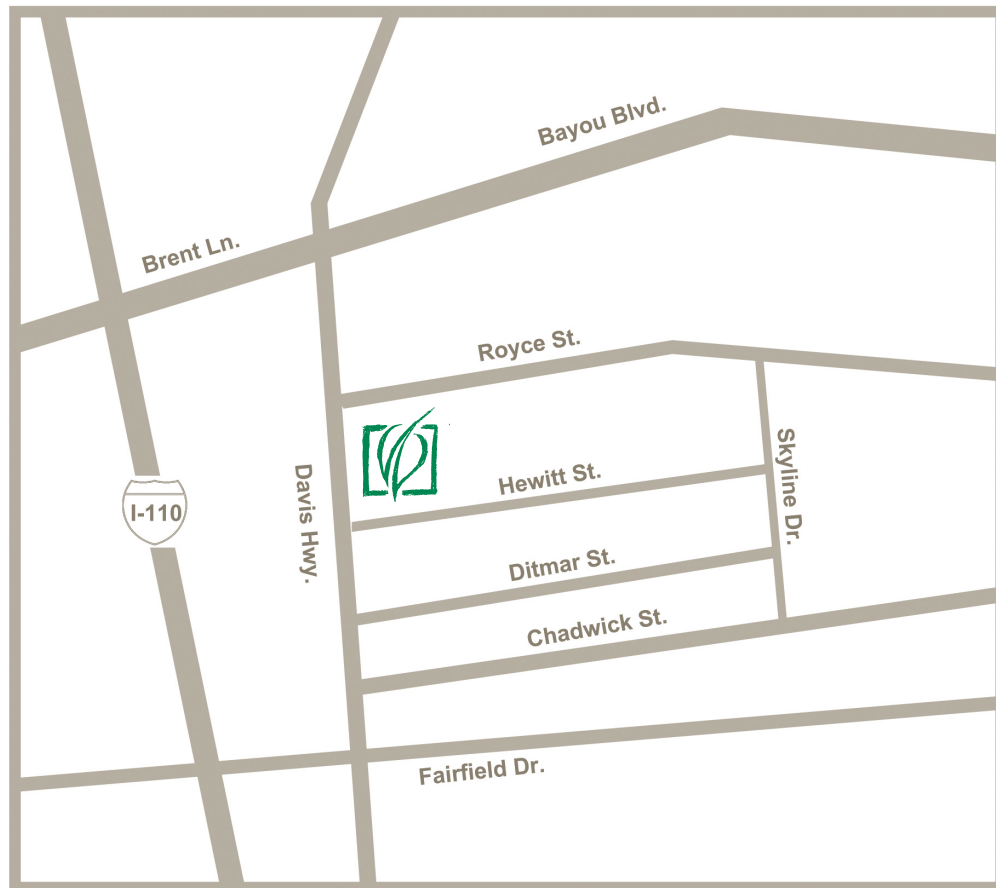 Bayou Blvd.
Brent Ln.
Royce St.
Skyline Dr.
Hewitt St.
Davis Hwy.
I-110
Ditmar St.
Chadwick St.
Fairfield Dr.